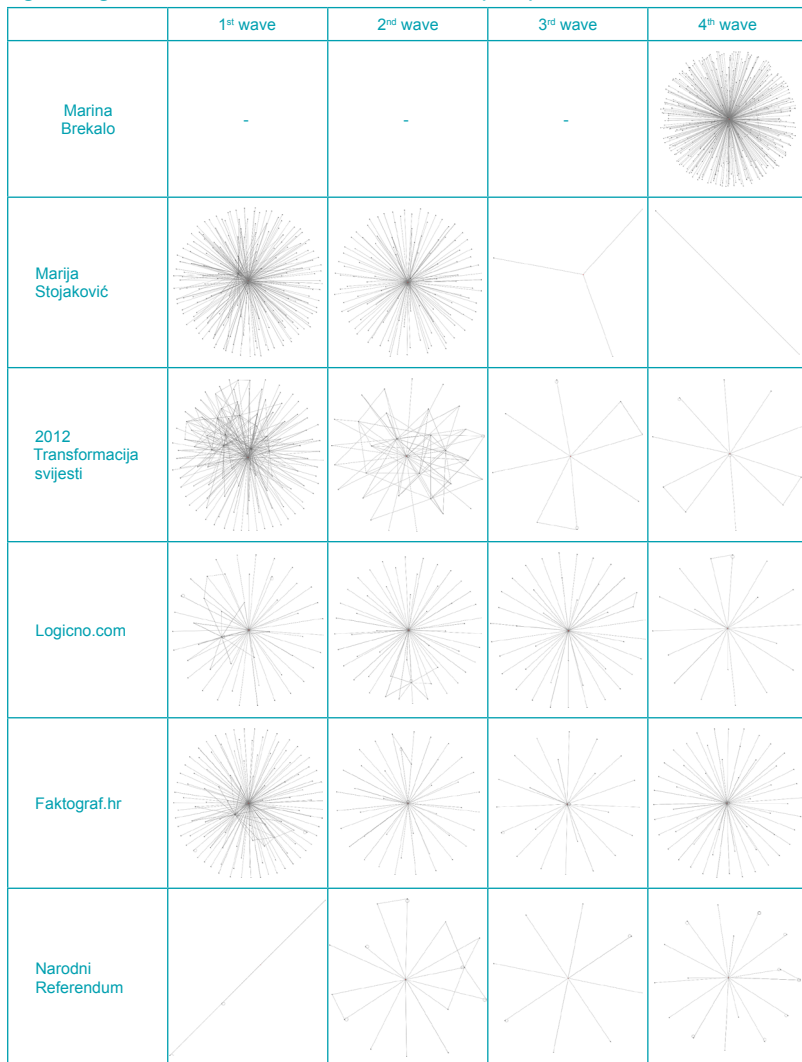 1st wave
2nd wave
3rd wave
4th wave
Marina
Brekalo
-
-
-
Marija
Stojaković
2012
Transformacija
svijesti
Logicno.com
Faktograf.hr
Narodni
Referendum